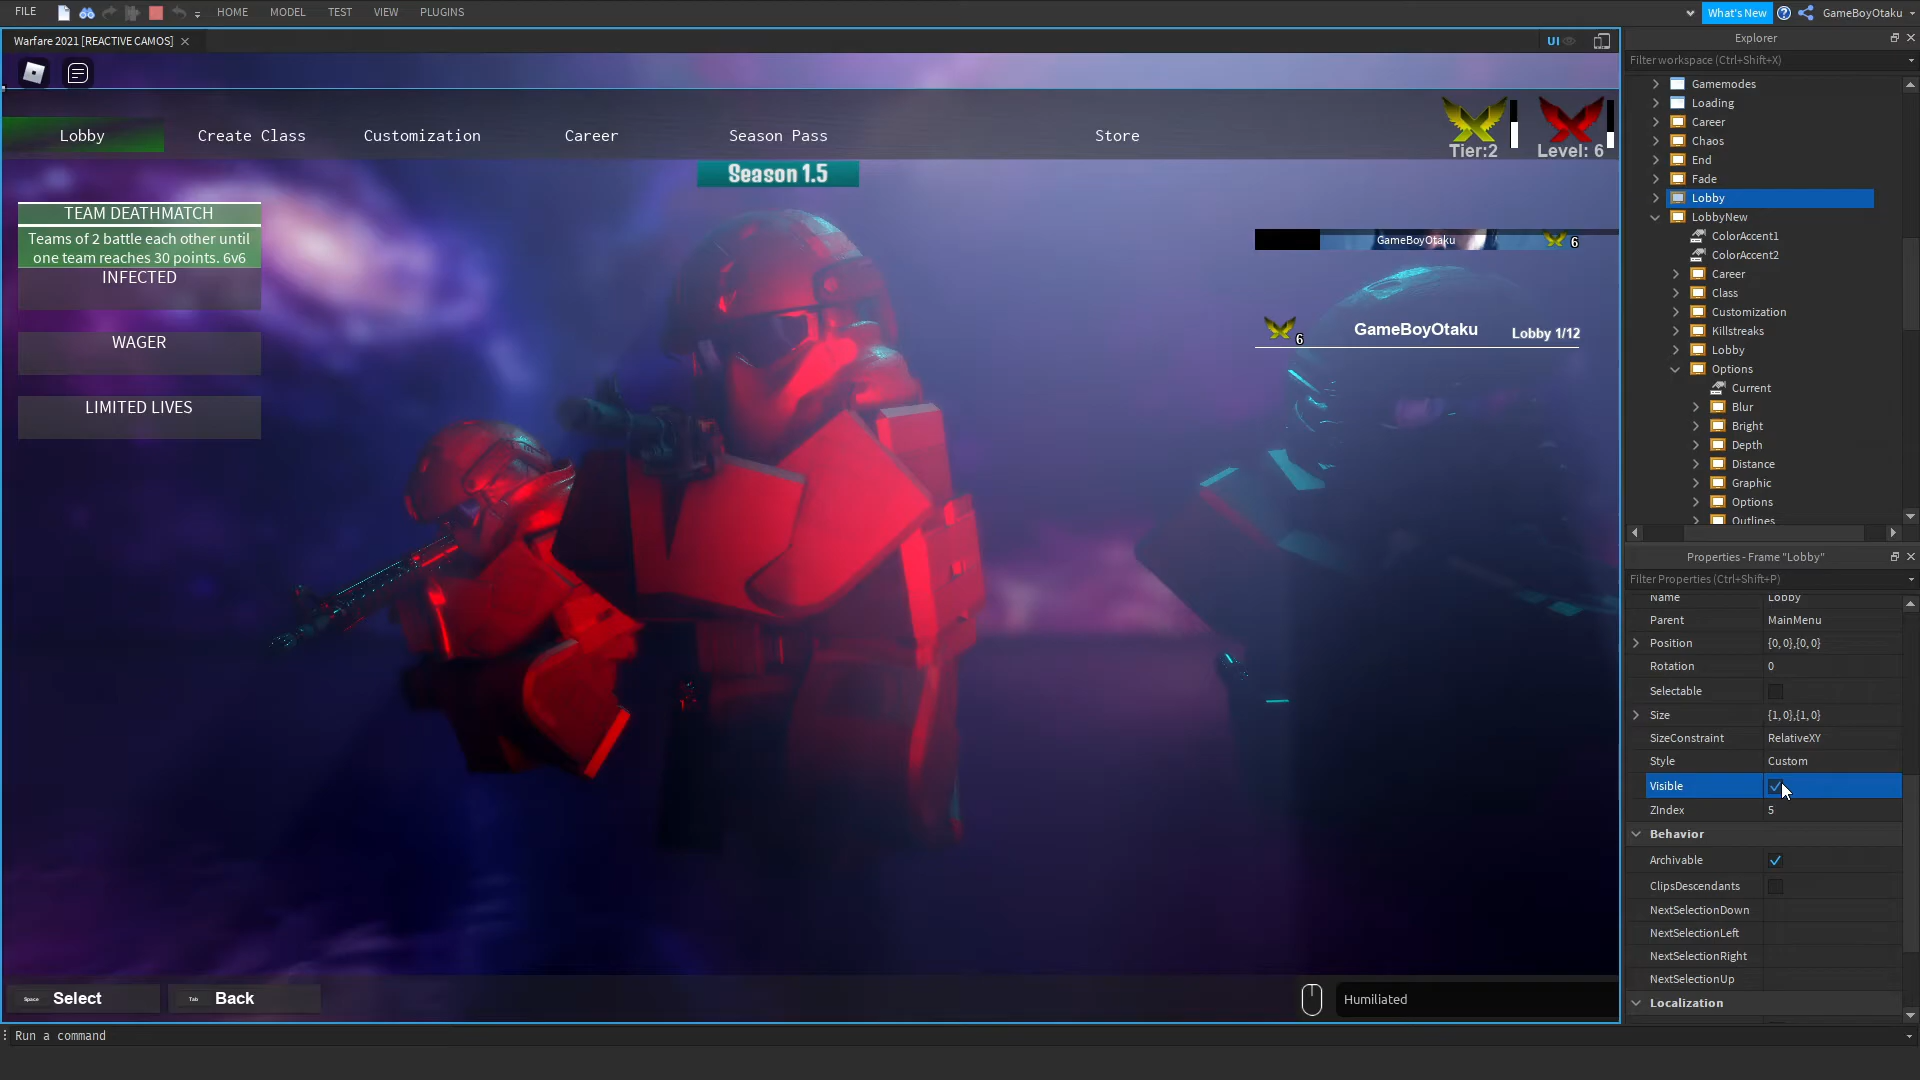 FILE
HOME
MODEL
TEST
VIEW
PLUGINS
What's New
GameBoyOtaku
Warfare 2021 [REACTIVE CAMOS]
UI
Lobby
Create Class
Customization
Career
Season Pass
Store
Tier:2
Level: 6
Season 1.5
TEAM DEATHMATCH
Teams of 2 battle each other until
one team reaches 30 points. 6v6
INFECTED
WAGER
LIMITED LIVES
GameBoyOtaku
6
6
GameBoyOtaku
Lobby 1/12
Space
Select
Tab
Back
Humiliated
Run a command
Explorer
Filter workspace (Ctrl+Shift+X)
Gamemodes
Loading
Career
Chaos
End
Fade
Lobby
LobbyNew
ColorAccent1
ColorAccent2
Career
Class
Customization
Killstreaks
Lobby
Options
Current
Blur
Bright
Depth
Distance
Graphic
Options
Outlines
Properties - Frame "Lobby"
Filter Properties (Ctrl+Shift+P)
Name Lobby
Parent MainMenu
Position {0, 0},{0, 0}
Rotation 0
Selectable
Size {1, 0},{1, 0}
SizeConstraint RelativeXY
Style Custom
Visible
ZIndex 5
Behavior
Archivable
ClipsDescendants
NextSelectionDown
NextSelectionLeft
NextSelectionRight
NextSelectionUp
Localization